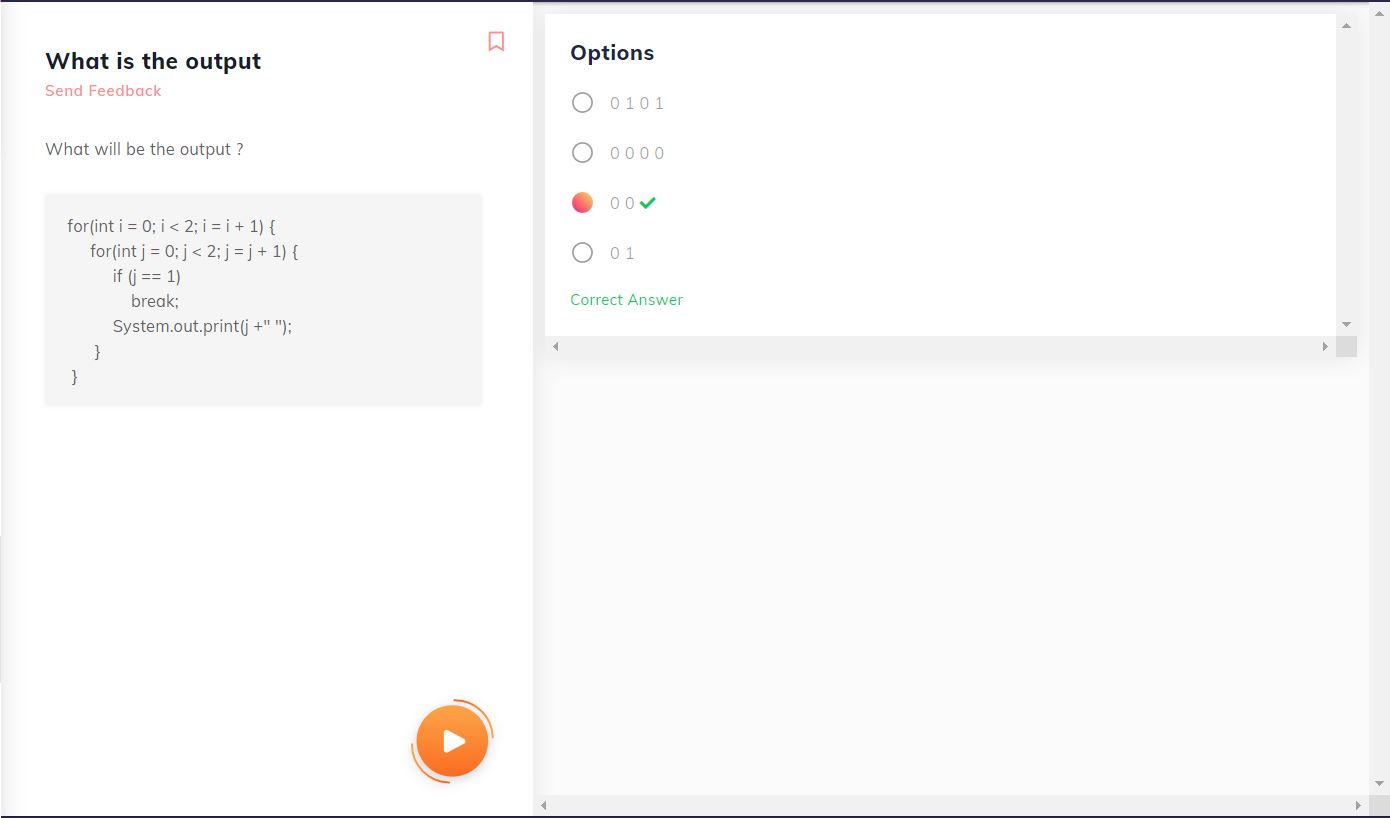 What is the output
Send Feedback
What will be the output ?
for(int i = 0; i < 2; i = i + 1) {
for(int j = 0; j < 2; j = j + 1) {
if (j == 1)
break;
System.out.print(j +" ");
}
}
Options
0 1 0 1
0 0 0 0
0 0
0 1
Correct Answer